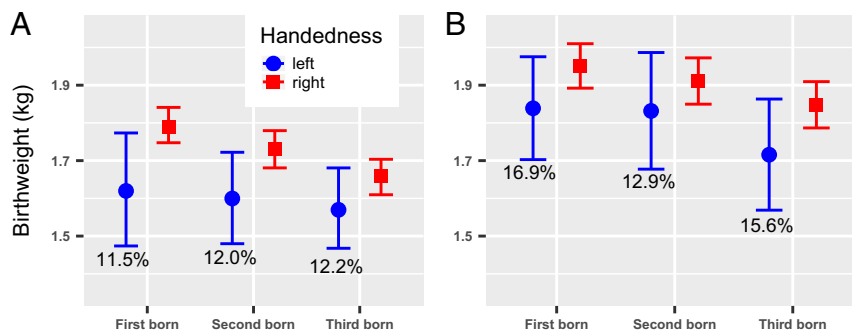 A
B
Handedness
left
right
Birthweight (kg)
1.9
1.7
1.5
11.5%
12.0%
12.2%
First born
Second born
Third born
1.9
1.7
1.5
16.9%
12.9%
15.6%
First born
Second born
Third born